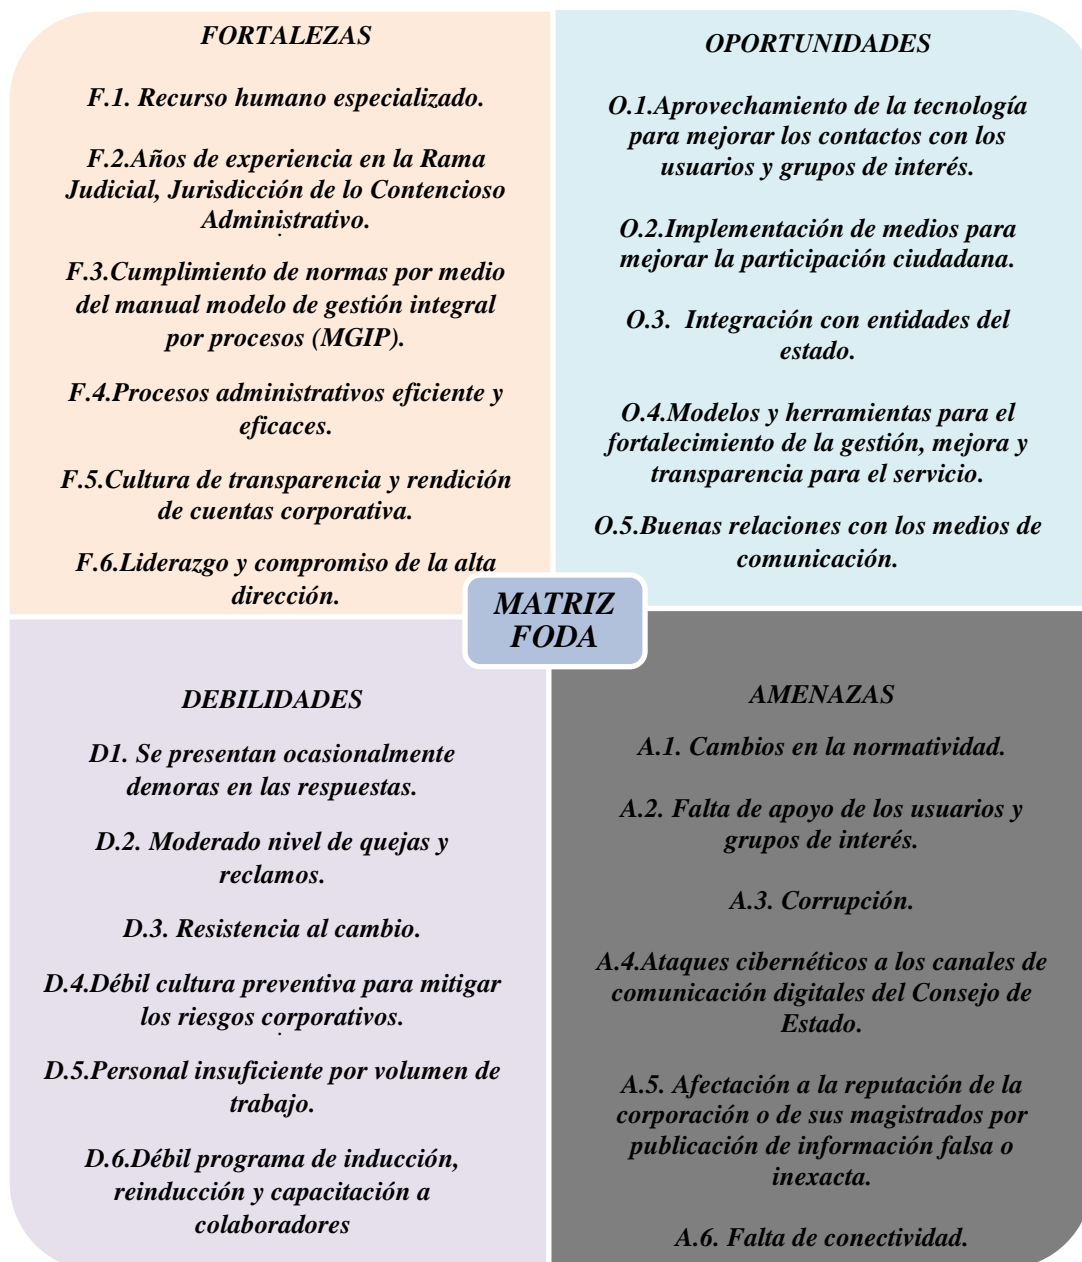 FORTALEZAS
F.1. Recurso humano especializado.
F.2.Años de experiencia en la Rama
Judicial, Jurisdicción de lo Contencioso
Administrativo.
F.3.Cumplimiento de normas por medio
del manual modelo de gestión integral
por procesos (MGIP).
F.4.Procesos administrativos eficiente y
eficaces.
F.5.Cultura de transparencia y rendición
de cuentas corporativa.
F.6.Liderazgo y compromiso de la alta
dirección.
OPORTUNIDADES
O.1.Aprovechamiento de la tecnología
para mejorar los contactos con los
usuarios y grupos de interés.
O.2.Implementación de medios para
mejorar la participación ciudadana.
O.3. Integración con entidades del
estado.
O.4.Modelos y herramientas para el
fortalecimiento de la gestión, mejora y
transparencia para el servicio.
O.5.Buenas relaciones con los medios de
comunicación.
MATRIZ
FODA
DEBILIDADES
D1. Se presentan ocasionalmente
demoras en las respuestas.
D.2. Moderado nivel de quejas y
reclamos.
D.3. Resistencia al cambio.
D.4.Débil cultura preventiva para mitigar
los riesgos corporativos.
D.5.Personal insuficiente por volumen de
trabajo.
D.6.Débil programa de inducción,
reinducción y capacitación a
colaboradores
AMENAZAS
A.1. Cambios en la normatividad.
A.2. Falta de apoyo de los usuarios y
grupos de interés.
A.3. Corrupción.
A.4.Ataques cibernéticos a los canales de
comunicación digitales del Consejo de
Estado.
A.5. Afectación a la reputación de la
corporación o de sus magistrados por
publicación de información falsa o
inexacta.
A.6. Falta de conectividad.